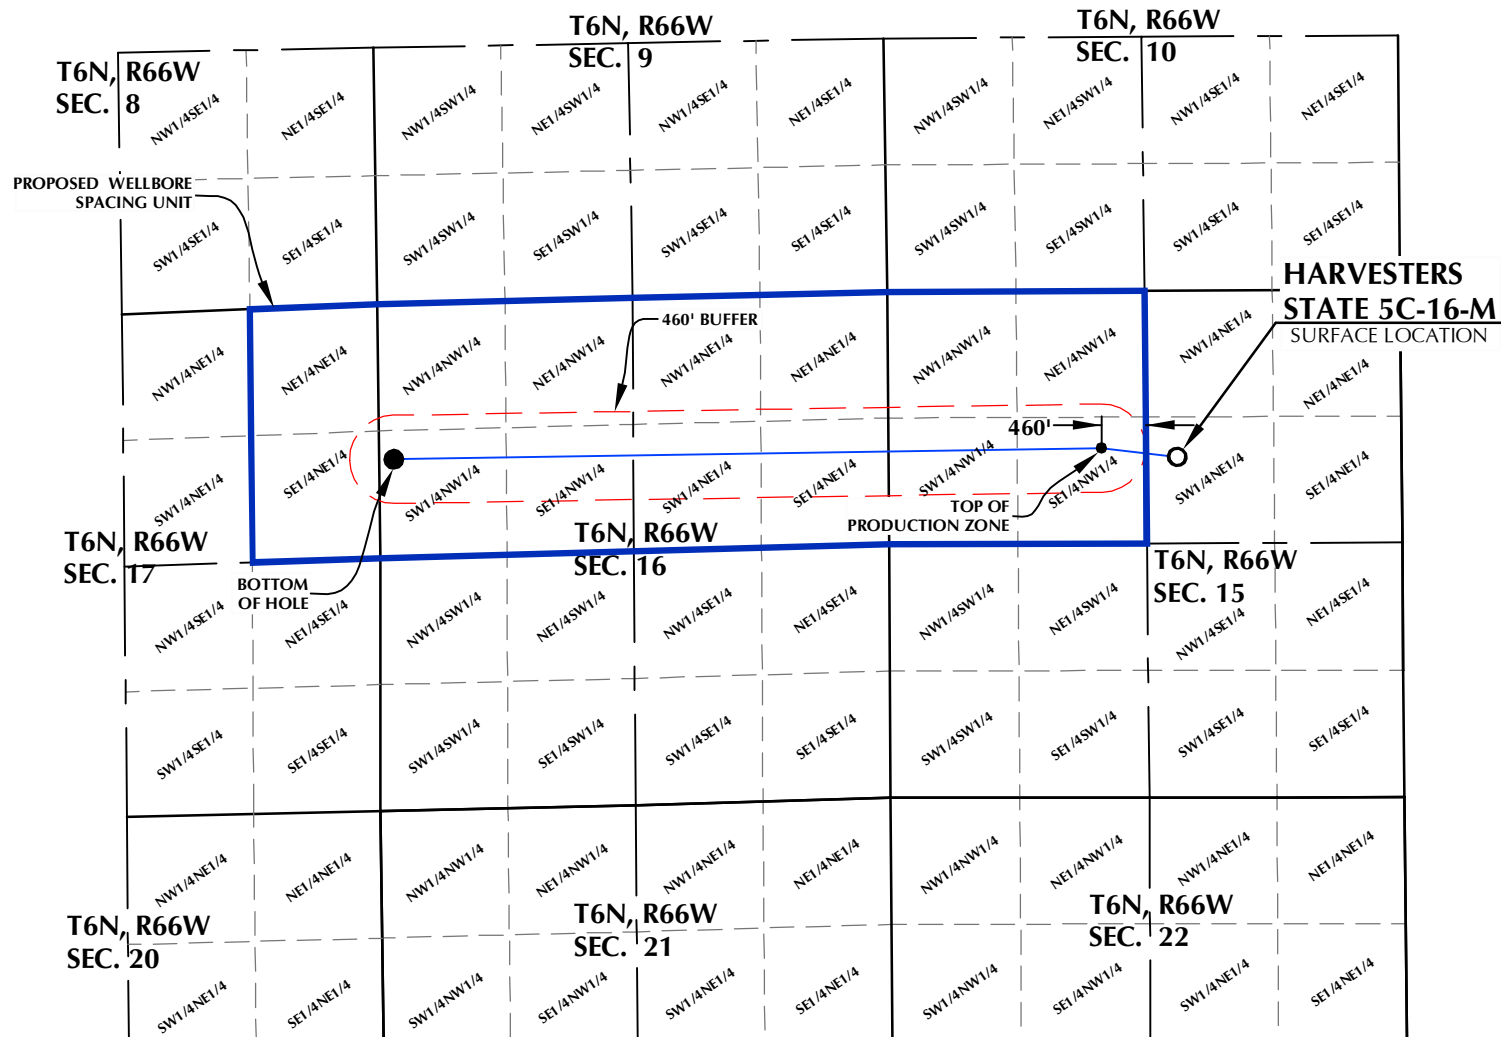 T6N, R66W
SEC. 8
T6N, R66W
SEC. 9
T6N, R66W
SEC. 10
NW1/4SE1/4
NE1/4SE1/4
NW1/4SW1/4
NE1/4SW1/4
NW1/4SE1/4
NE1/4SE1/4
NW1/4SW1/4
NE1/4SW1/4
NW1/4SE1/4
NE1/4SE1/4
PROPOSED WELLBORE
SPACING UNIT
SW1/4SE1/4
SE1/4SE1/4
SW1/4SW1/4
SE1/4SW1/4
SW1/4SE1/4
SE1/4SE1/4
SW1/4SW1/4
SE1/4SW1/4
SW1/4SE1/4
SE1/4SE1/4
HARVESTERS
STATE 5C-16-M
SURFACE LOCATION
460' BUFFER
NW1/4NE1/4
NE1/4NE1/4
NW1/4NW1/4
NE1/4NW1/4
NW1/4NE1/4
NE1/4NE1/4
NW1/4NW1/4
NE1/4NW1/4
NW1/4NE1/4
NE1/4NE1/4
460'
SW1/4NE1/4
SE1/4NE1/4
SW1/4NW1/4
SE1/4NW1/4
SW1/4NE1/4
SE1/4NE1/4
SW1/4NW1/4
SE1/4NW1/4
SW1/4NE1/4
SE1/4NE1/4
TOP OF
PRODUCTION ZONE
T6N, R66W
SEC. 17
T6N, R66W
SEC. 16
T6N, R66W
SEC. 15
BOTTOM
OF HOLE
NW1/4SE1/4
NE1/4SE1/4
NW1/4SW1/4
NE1/4SW1/4
NW1/4SE1/4
NE1/4SE1/4
NW1/4SW1/4
NE1/4SW1/4
NW1/4SE1/4
NE1/4SE1/4
SW1/4SE1/4
SE1/4SE1/4
SW1/4SW1/4
SE1/4SW1/4
SW1/4SE1/4
SE1/4SE1/4
SW1/4SW1/4
SE1/4SW1/4
SW1/4SE1/4
SE1/4SE1/4
NW1/4NE1/4
NE1/4NE1/4
NW1/4NW1/4
NE1/4NW1/4
NW1/4NE1/4
NE1/4NE1/4
NW1/4NW1/4
NE1/4NW1/4
NW1/4NE1/4
NE1/4NE1/4
T6N, R66W
SEC. 20
T6N, R66W
SEC. 21
T6N, R66W
SEC. 22
SW1/4NE1/4
SE1/4NE1/4
SW1/4NW1/4
SE1/4NW1/4
SW1/4NE1/4
SE1/4NE1/4
SW1/4NW1/4
SE1/4NW1/4
SW1/4NE1/4
SE1/4NE1/4